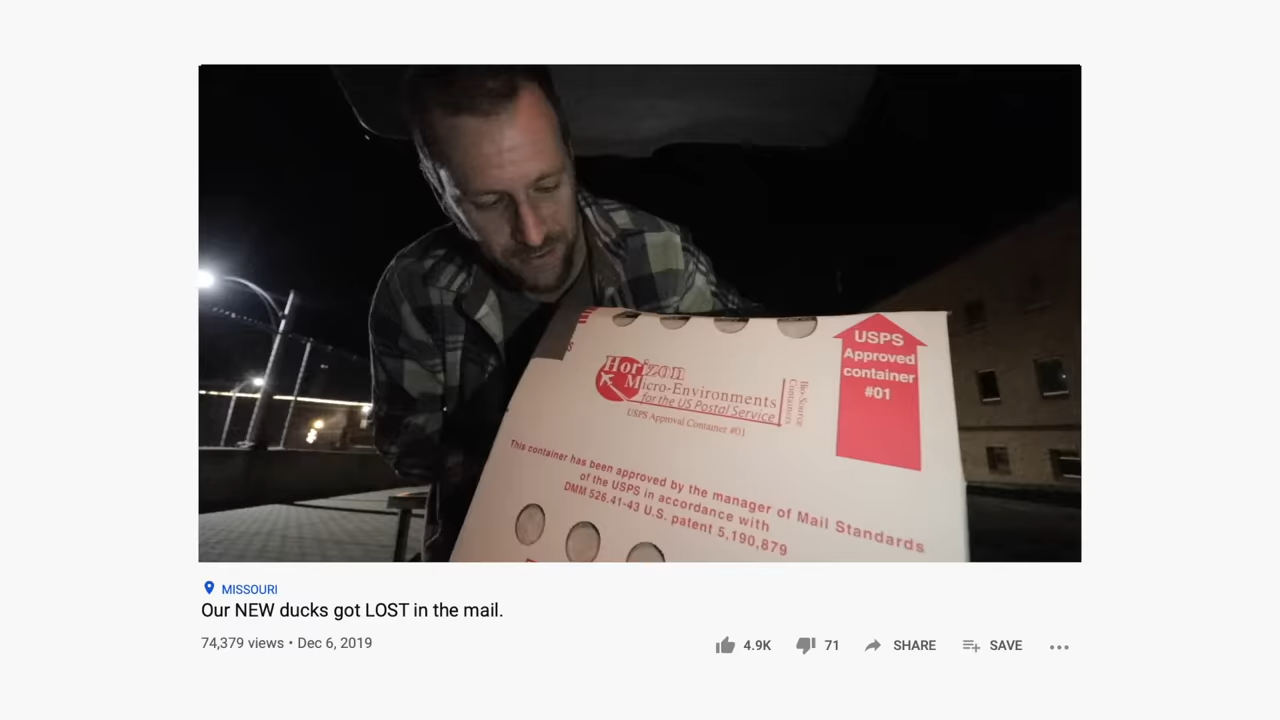 USPS
Approved
container
#01
Horizon
Micro-Environments
for the US Postal Service
USPS Approval Container #01
Bio-Source
Containers
This container has been approved by the manager of Mail Standards
of the USPS in accordance with
DMM 526.41-43 U.S. patent 5,190,879
MISSOURI
Our NEW ducks got LOST in the mail.
74,379 views • Dec 6, 2019
4.9K 71 SHARE SAVE